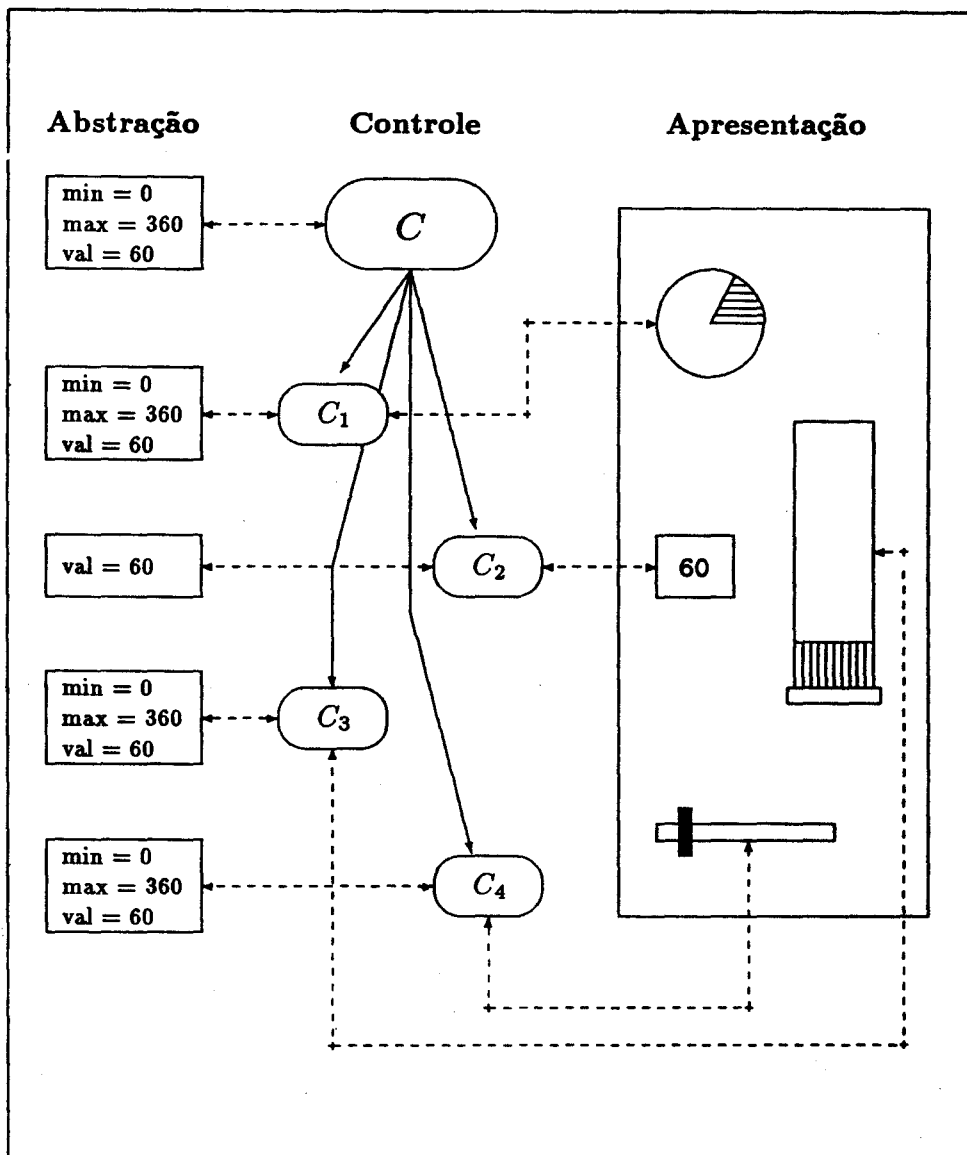 Abstração Controle Apresentação
min = 0
max = 360
val = 60
C
min = 0
max = 360
val = 60
C₁
val = 60
C₂
60
min = 0
max = 360
val = 60
C₃
min = 0
max = 360
val = 60
C₄